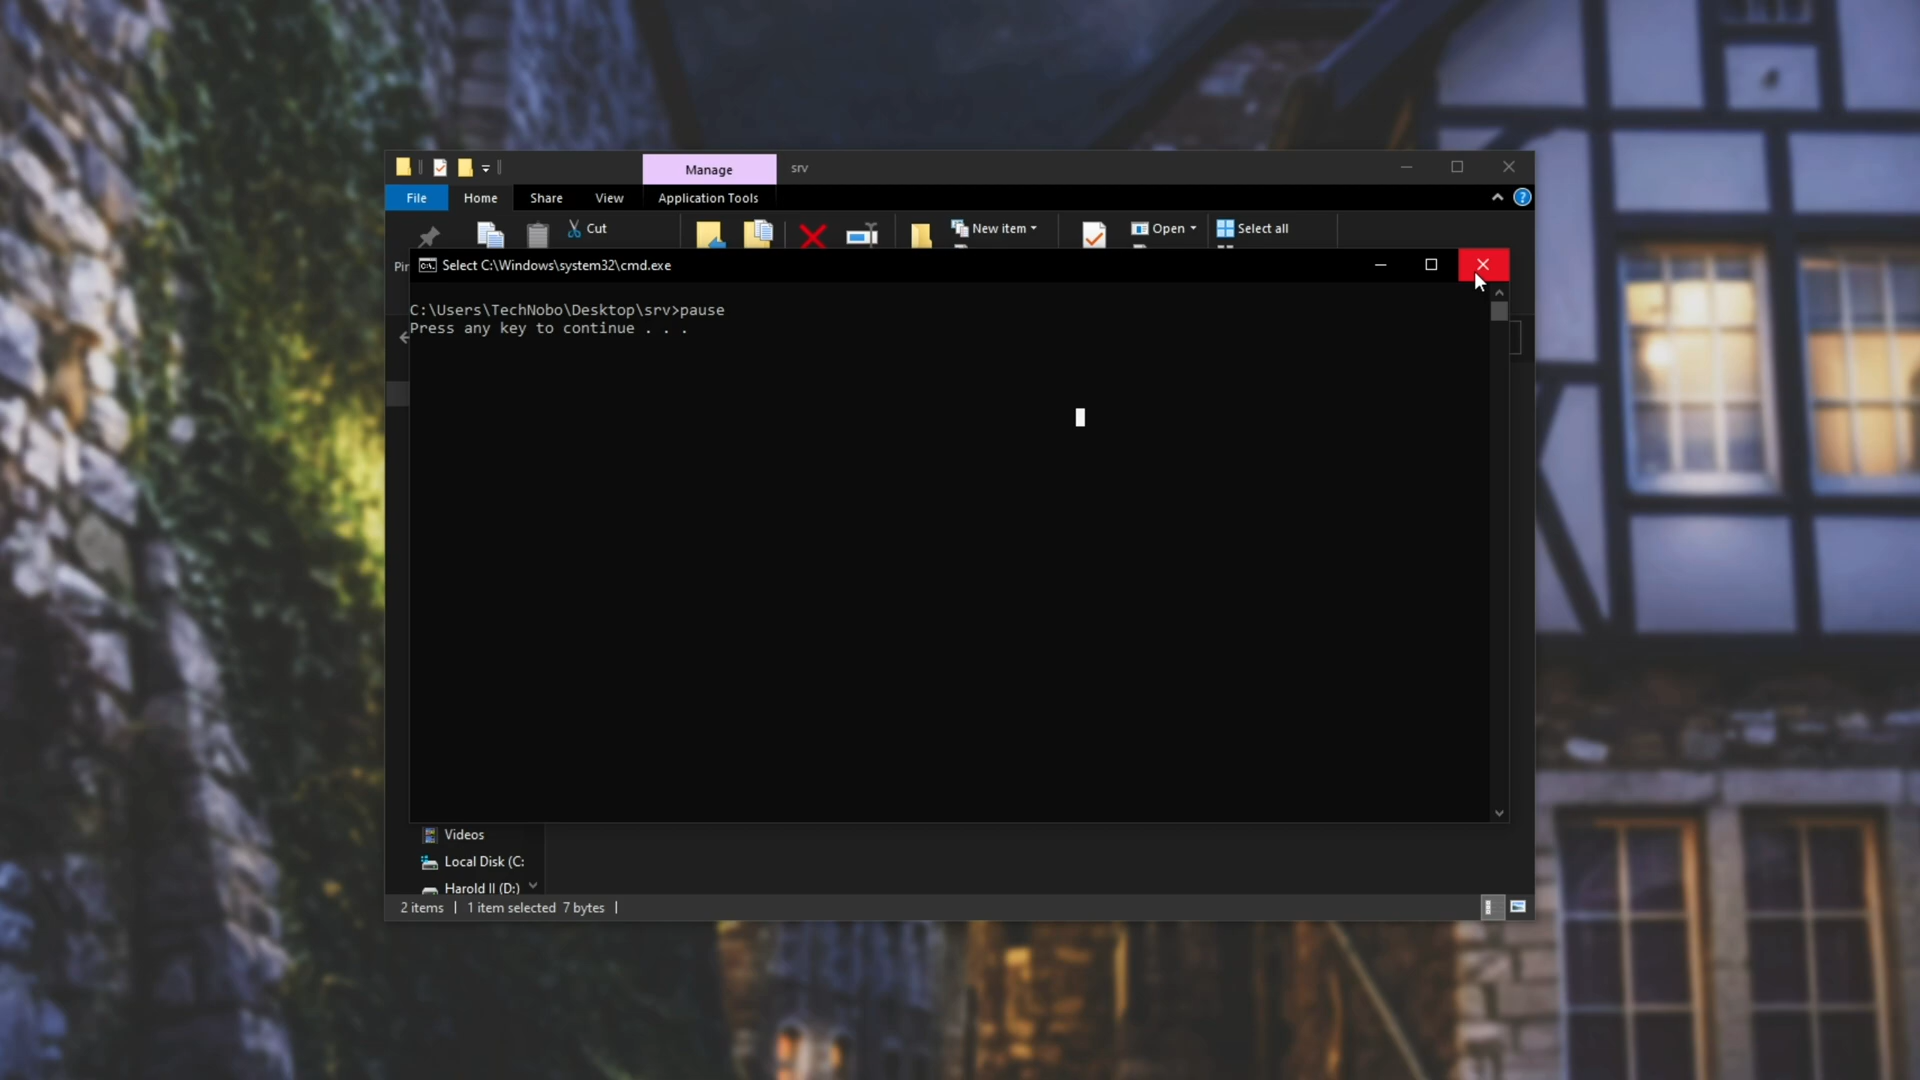 Manage
srv
File
Home
Share
View
Application Tools
Cut
New item
Open
Select all
Select C:\Windows\system32\cmd.exe
C:\Users\TechNobo\Desktop\srv>pause
Press any key to continue . . .
Videos
Local Disk (C:
Harold II (D:)
2 items
1 item selected 7 bytes